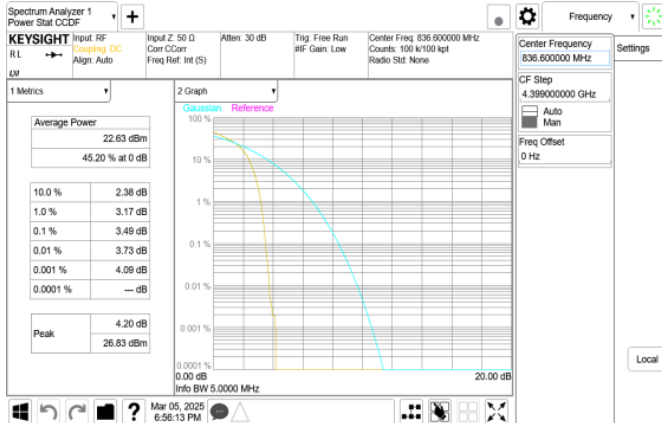 Spectrum Analyzer 1
Power Stat CCDF
Frequency
KEYSIGHT
RL
LXI
Input: RF
Coupling: DC
Align: Auto
Input Z: 50 Ω
Corr CCorr
Freq Ref: Int (S)
Atten: 30 dB
Trig: Free Run
#IF Gain: Low
Center Freq: 836.600000 MHz
Counts: 100 k/100 kpt
Radio Std: None
Center Frequency
836.600000 MHz
Settings
CF Step
4.399000000 GHz
Auto
Man
Freq Offset
0 Hz
Local
1 Metrics
Average Power
22.63 dBm
45.20 % at 0 dB
10.0 % 2.38 dB
1.0 % 3.17 dB
0.1 % 3.49 dB
0.01 % 3.73 dB
0.001 % 4.09 dB
0.0001 % --- dB
Peak
4.20 dB
26.83 dBm
2 Graph
Gaussian Reference
100 %
10 %
1 %
0.1 %
0.01 %
0.001 %
0.0001 %
0.00 dB 20.00 dB
Info BW 5.0000 MHz
?
Mar 05, 2025
6:56:13 PM